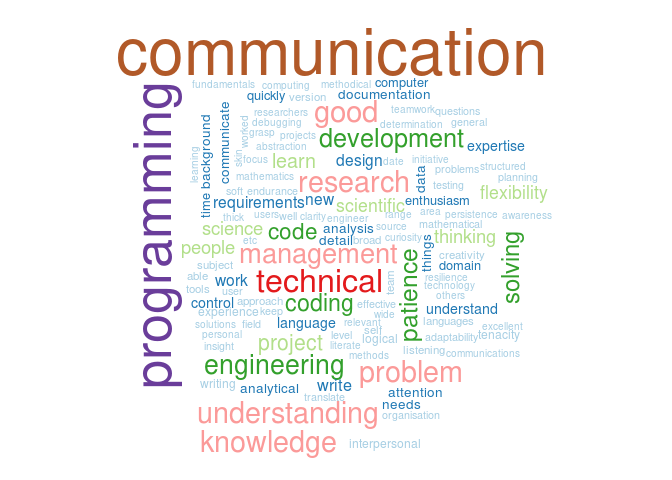 communication
programming
fundamentals computing methodical computer
quickly version documentation
researchers good teamwork questions
debugging determination general
grasp projects development expertise
worked
communicate
time background
abstraction
learning skin focus learn design date initiative
mathematics research data problems structured
planning
soft endurance testing flexibility
requirements new scientific enthusiasm
thick users well clarity engineer range area persistence awareness
science code analysis source mathematical
people etc detail broad curiosity thinking
management things creativity
solving
patience
subject domain
able work technical team resilience
tools user technology
others
control approach coding effective understand
experience keep wide
solutions field language relevant languages
self excellent
personal project level logical adaptability tenacity
insight literate
methods listening communications
engineering problem
writing analytical write attention
translate needs
understanding organisation
knowledge interpersonal